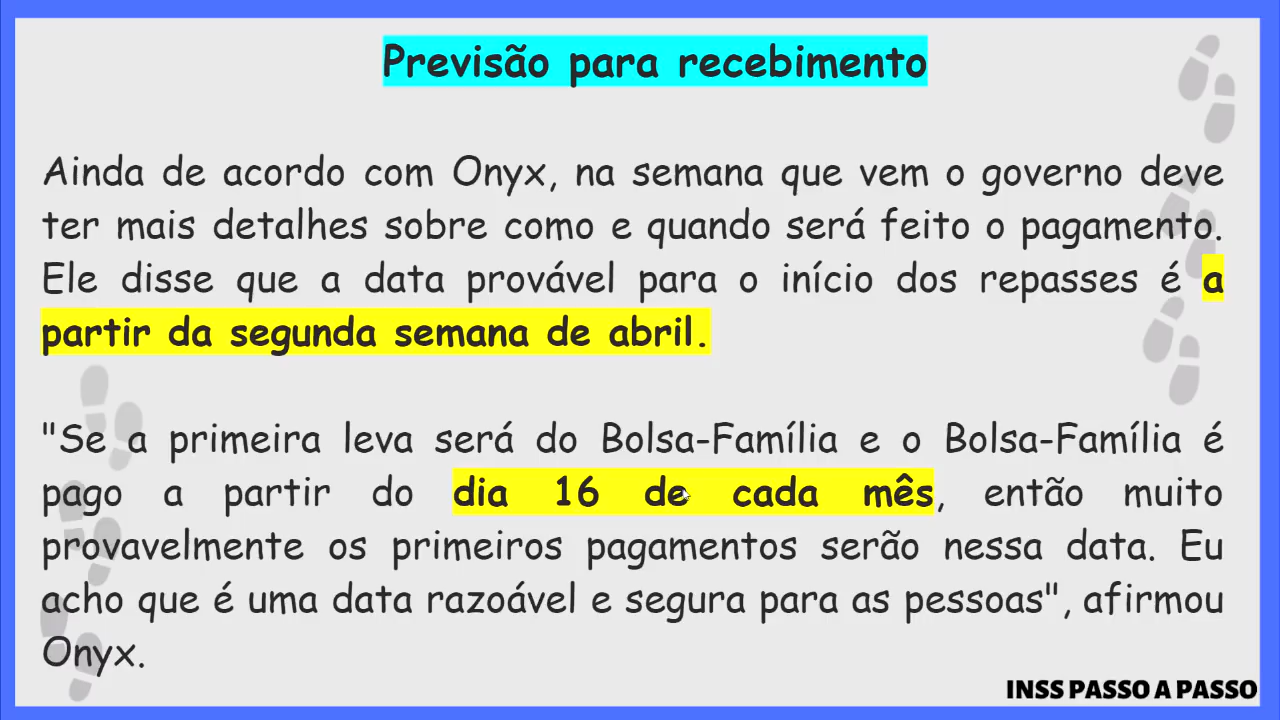 Previsão para recebimento
Ainda de acordo com Onyx, na semana que vem o governo deve
ter mais detalhes sobre como e quando será feito o pagamento.
Ele disse que a data provável para o início dos repasses é a
partir da segunda semana de abril.
"Se a primeira leva será do Bolsa-Família e o Bolsa-Família é
pago a partir do dia 16 de cada mês, então muito
provavelmente os primeiros pagamentos serão nessa data. Eu
acho que é uma data razoável e segura para as pessoas", afirmou
Onyx.
INSS PASSO A PASSO